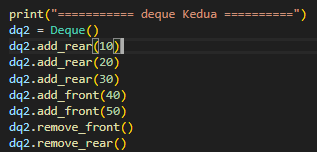 print("=========== deque Kedua ==========")
dq2 = Deque()
dq2.add_rear(10)
dq2.add_rear(20)
dq2.add_rear(30)
dq2.add_front(40)
dq2.add_front(50)
dq2.remove_front()
dq2.remove_rear()